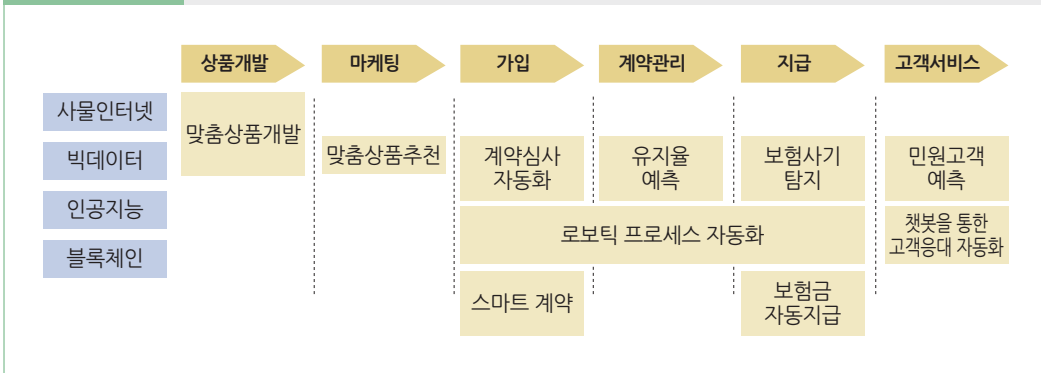 상품개발
마케팅
가입
계약관리
지급
고객서비스
사물인터넷
맞춤상품개발
빅데이터
맞춤상품추천
계약심사
자동화
유지율
예측
보험사기
탐지
민원고객
예측
인공지능
로보틱 프로세스 자동화
챗봇을 통한
고객응대 자동화
블록체인
스마트 계약
보험금
자동지급